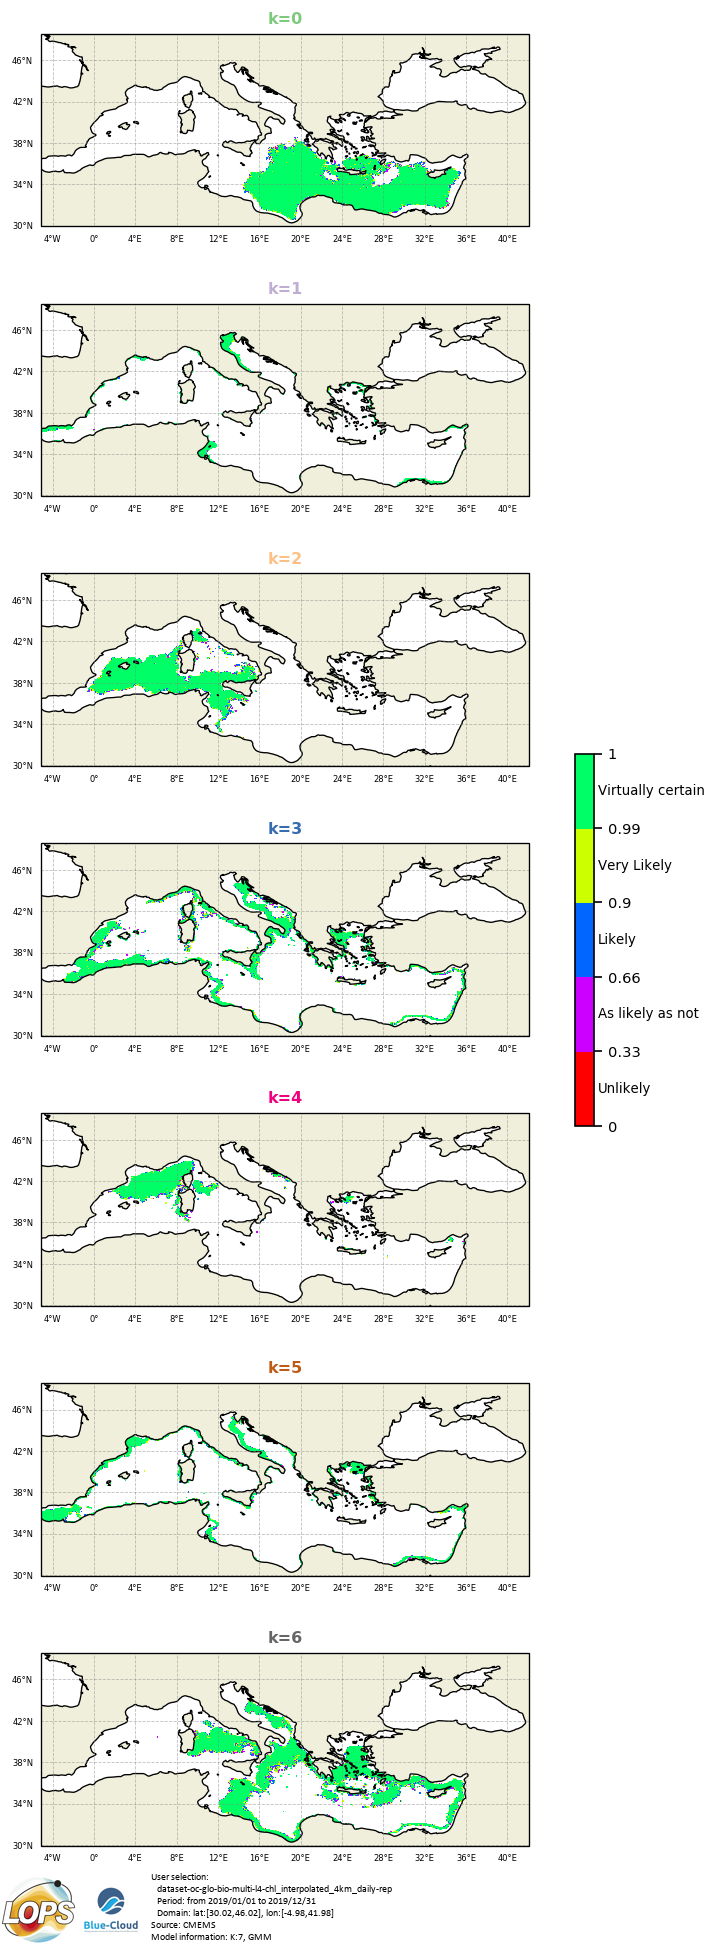 k=0
46°N
42°N
38°N
34°N
30°N
4°W 0° 4°E 8°E 12°E 16°E 20°E 24°E 28°E 32°E 36°E 40°E
k=1
46°N
42°N
38°N
34°N
30°N
4°W 0° 4°E 8°E 12°E 16°E 20°E 24°E 28°E 32°E 36°E 40°E
k=2
46°N
42°N
38°N
34°N
30°N
4°W 0° 4°E 8°E 12°E 16°E 20°E 24°E 28°E 32°E 36°E 40°E
1
Virtually certain
0.99
Very Likely
0.9
Likely
0.66
As likely as not
0.33
Unlikely
0
k=3
46°N
42°N
38°N
34°N
30°N
4°W 0° 4°E 8°E 12°E 16°E 20°E 24°E 28°E 32°E 36°E 40°E
k=4
46°N
42°N
38°N
34°N
30°N
4°W 0° 4°E 8°E 12°E 16°E 20°E 24°E 28°E 32°E 36°E 40°E
k=5
46°N
42°N
38°N
34°N
30°N
4°W 0° 4°E 8°E 12°E 16°E 20°E 24°E 28°E 32°E 36°E 40°E
k=6
46°N
42°N
38°N
34°N
30°N
4°W 0° 4°E 8°E 12°E 16°E 20°E 24°E 28°E 32°E 36°E 40°E
LOPS
Blue-Cloud
User selection:
dataset-oc-glo-bio-multi-l4-chl_interpolated_4km_daily-rep
Period: from 2019/01/01 to 2019/12/31
Domain: lat:[30.02,46.02], lon:[-4.98,41.98]
Source: CMEMS
Model information: K:7, GMM